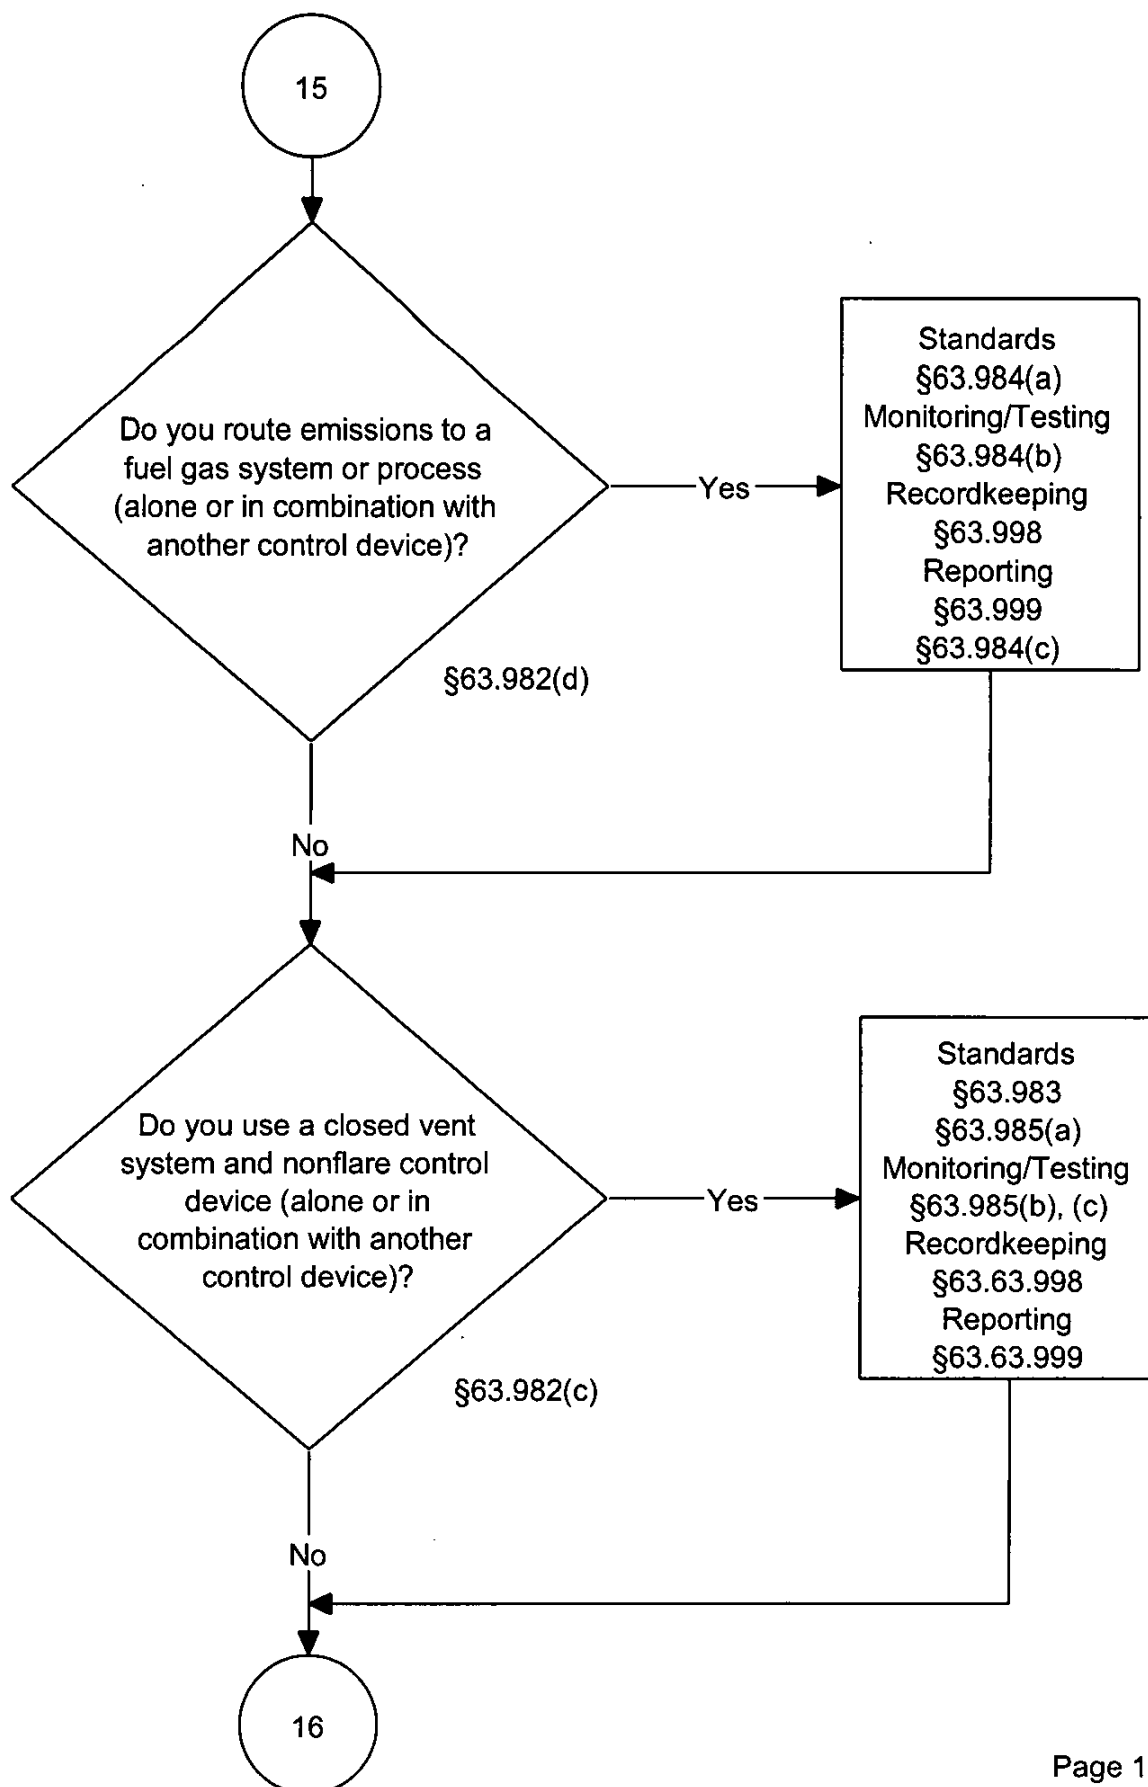 15
Do you route emissions to a
fuel gas system or process
(alone or in combination with
another control device)?
Yes
Standards
§63.984(a)
Monitoring/Testing
§63.984(b)
Recordkeeping
§63.998
Reporting
§63.999
§63.984(c)
§63.982(d)
No
Do you use a closed vent
system and nonflare control
device (alone or in
combination with another
control device)?
Yes
Standards
§63.983
§63.985(a)
Monitoring/Testing
§63.985(b), (c)
Recordkeeping
§63.63.998
Reporting
§63.63.999
§63.982(c)
No
16
Page 1